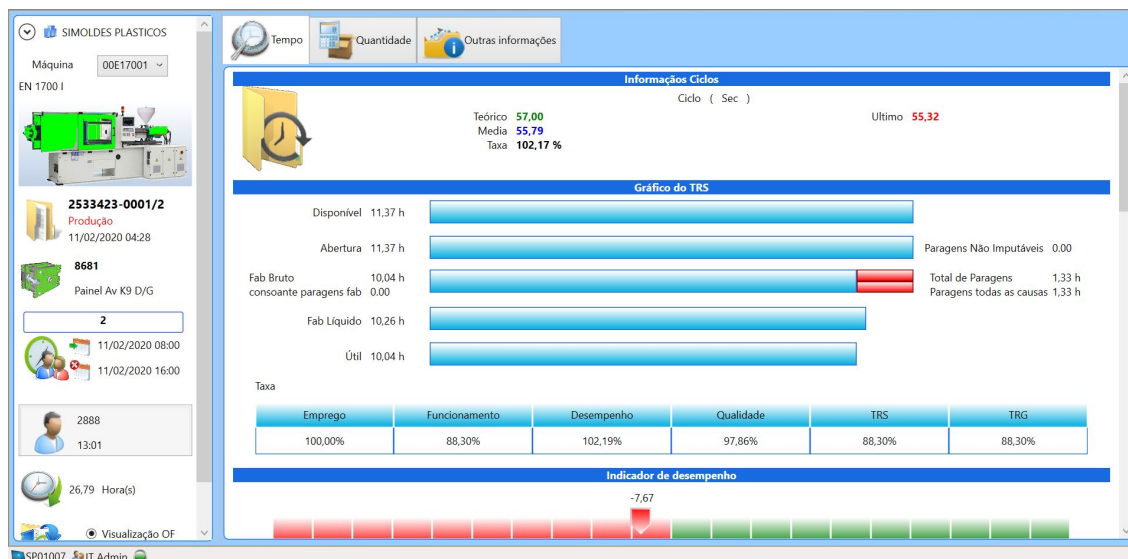 SIMOLDES PLASTICOS
Máquina 00E17001
EN 1700 I
2533423-0001/2
Produção
11/02/2020 04:28
8681
Painel Av K9 D/G
2
11/02/2020 08:00
11/02/2020 16:00
2888
13:01
26,79 Hora(s)
Visualização OF
Tempo
Quantidade
Outras informações
Informaçãos Ciclos
Ciclo ( Sec )
Teórico 57,00 Ultimo 55,32
Media 55,79
Taxa 102,17 %
Gráfico do TRS
Disponível 11,37 h
Abertura 11,37 h Paragens Não Imputáveis 0.00
Fab Bruto 10,04 h Total de Paragens 1,33 h
consoante paragens fab 0.00 Paragens todas as causas 1,33 h
Fab Líquido 10,26 h
Útil 10,04 h
Taxa
Emprego Funcionamento Desempenho Qualidade TRS TRG
100,00% 88,30% 102,19% 97,86% 88,30% 88,30%
Indicador de desempenho
-7,67
SP01007 IT Admin